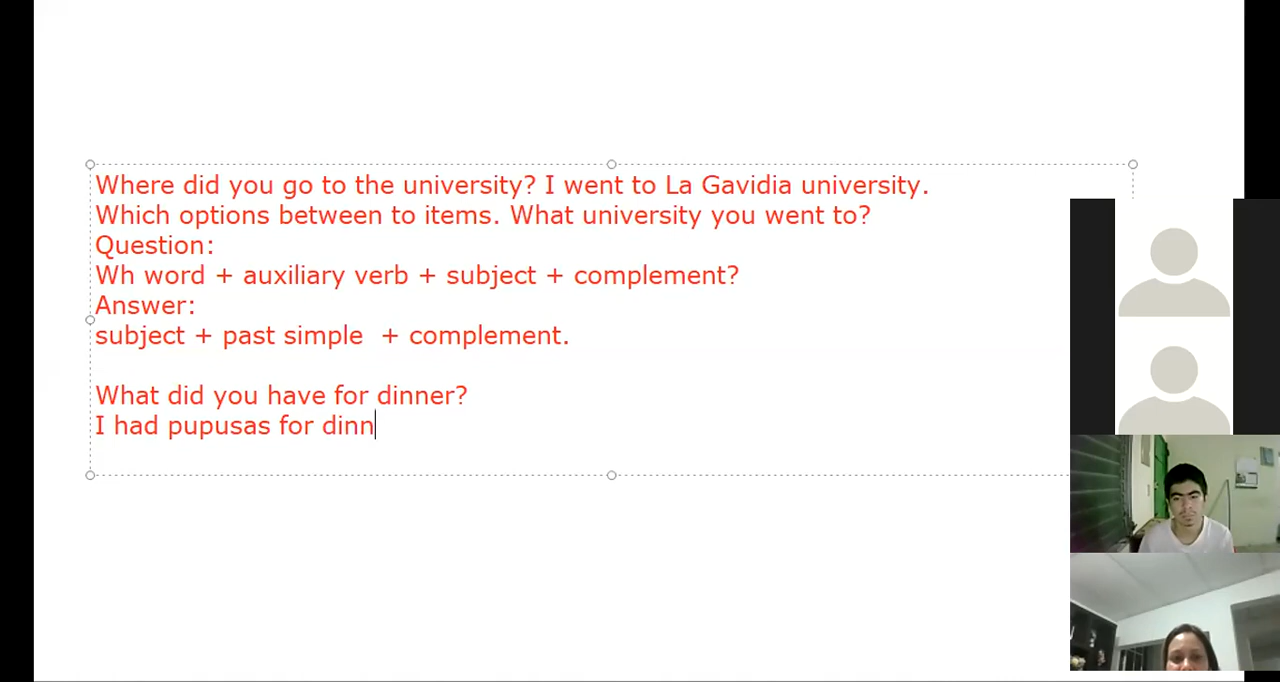 Where did you go to the university? I went to La Gavidia university.
Which options between to items. What university you went to?
Question:
Wh word + auxiliary verb + subject + complement?
Answer:
subject + past simple  + complement.
What did you have for dinner?
I had pupusas for dinn